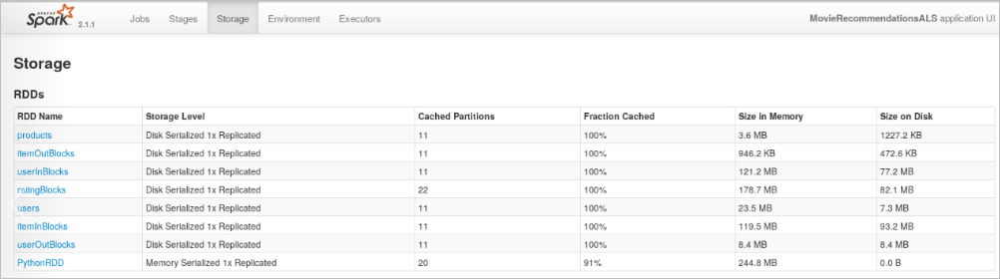 APACHE Spark 2.1.1 Jobs Stages Storage Environment Executors MovieRecommendationsALS application UI
Storage
RDDs
RDD Name Storage Level Cached Partitions Fraction Cached Size in Memory Size on Disk
products Disk Serialized 1x Replicated 11 100% 3.6 MB 1227.2 KB
itemOutBlocks Disk Serialized 1x Replicated 11 100% 946.2 KB 472.6 KB
userInBlocks Disk Serialized 1x Replicated 11 100% 121.2 MB 77.2 MB
ratingBlocks Disk Serialized 1x Replicated 22 100% 178.7 MB 82.1 MB
users Disk Serialized 1x Replicated 11 100% 23.5 MB 7.3 MB
itemInBlocks Disk Serialized 1x Replicated 11 100% 119.5 MB 93.2 MB
userOutBlocks Disk Serialized 1x Replicated 11 100% 8.4 MB 8.4 MB
PythonRDD Memory Serialized 1x Replicated 20 91% 244.8 MB 0.0 B